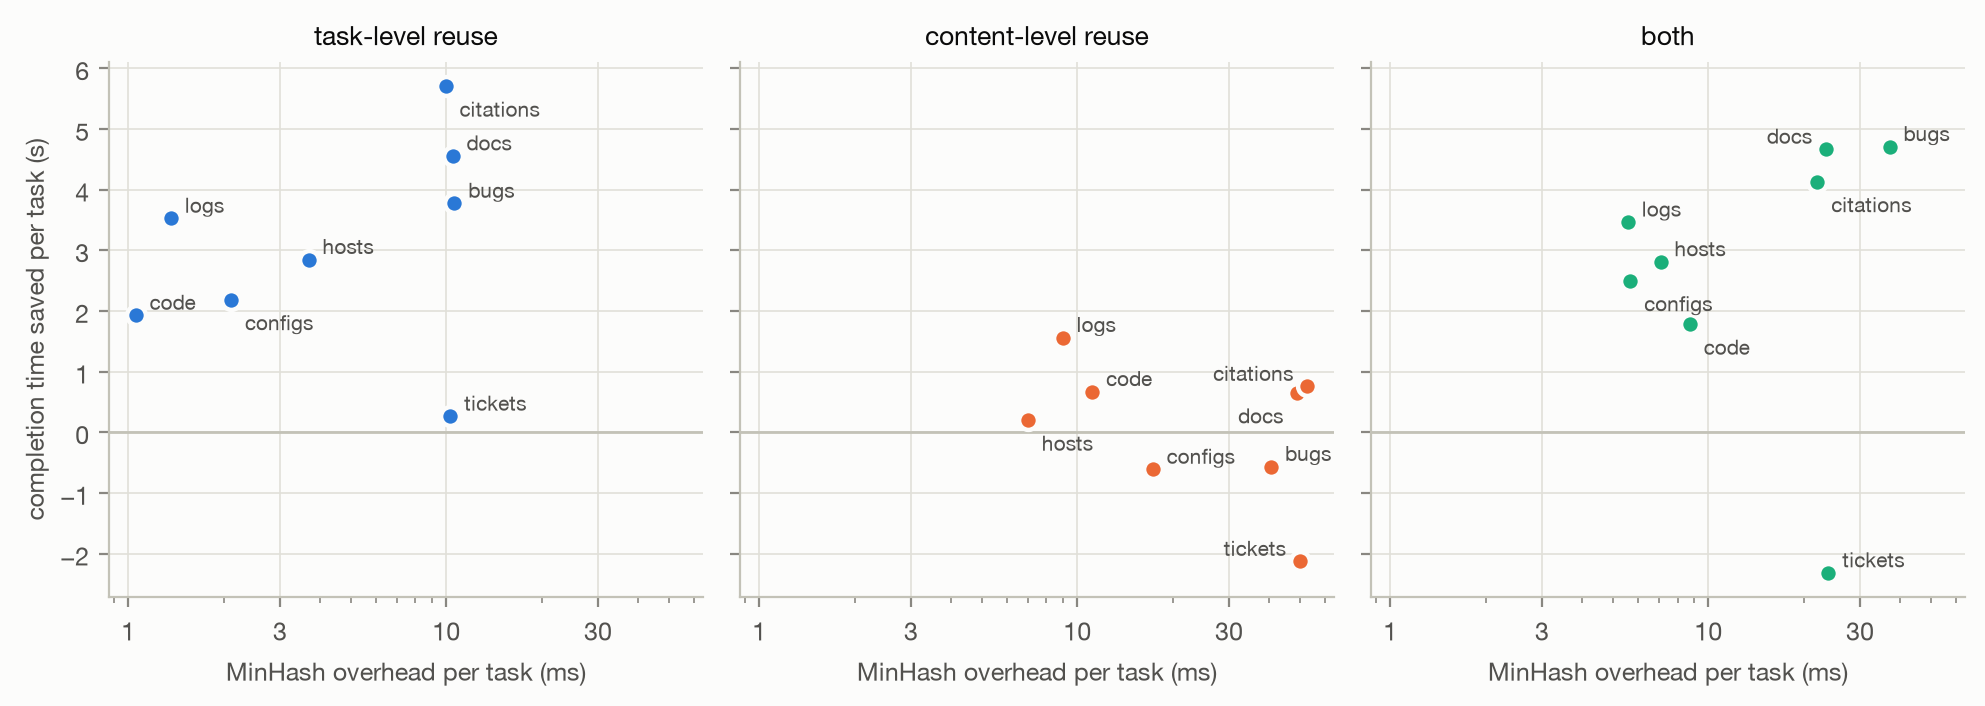 task-level reuse
content-level reuse
both
completion time saved per task (s)
6
5
4
3
2
1
0
−1
−2
citations
docs
bugs
logs
hosts
code
configs
tickets
1
3
10
30
MinHash overhead per task (ms)
logs
code
citations
docs
hosts
configs
bugs
tickets
1
3
10
30
MinHash overhead per task (ms)
docs
bugs
citations
logs
hosts
configs
code
tickets
1
3
10
30
MinHash overhead per task (ms)